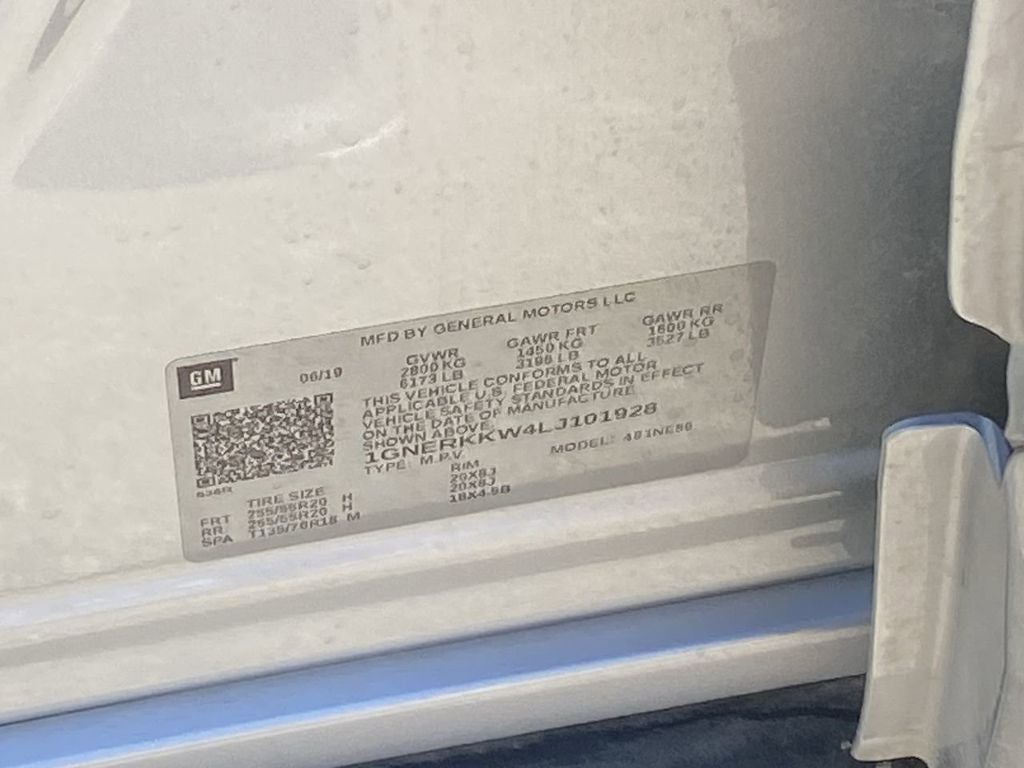 MFD BY GENERAL MOTORS LLC
GM
06/19
GVWR GAWR FRT GAWR RR
2800 KG 1450 KG 1600 KG
6173 LB 3196 LB 3527 LB
THIS VEHICLE CONFORMS TO ALL
APPLICABLE U.S. FEDERAL MOTOR
VEHICLE SAFETY STANDARDS IN EFFECT
ON THE DATE OF MANUFACTURE
SHOWN ABOVE.
1GNERKKW4LJ101928
TYPE: M.P.V. MODEL:
TIRE SIZE RIM
FRT 255/55R20 H 20X8J
RR 255/55R20 H 20X8J
SPA T135/70R18 M 18X4.5B